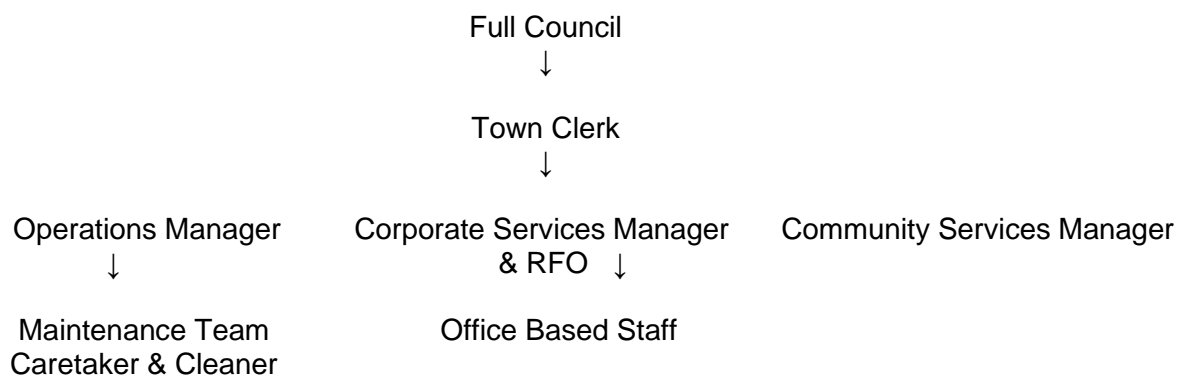 Full Council
↓
Town Clerk
↓
Operations Manager Corporate Services Manager Community Services Manager
↓ & RFO ↓
Maintenance Team Office Based Staff
Caretaker & Cleaner